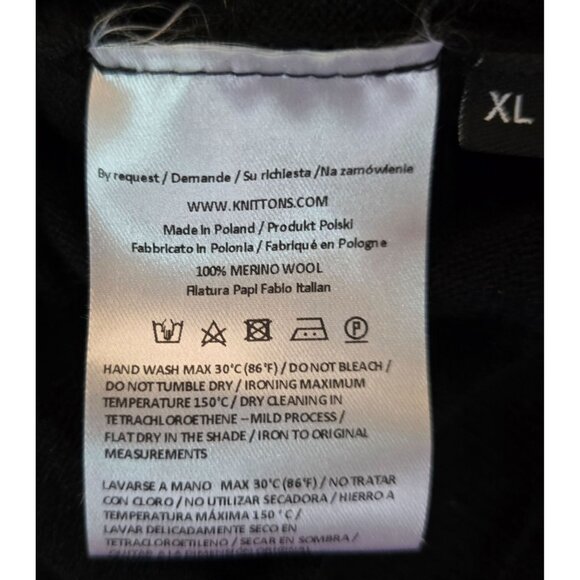 XL
By request / Demande / Su richiesta /Na zamówienie
WWW.KNITTONS.COM
Made in Poland / Produkt Polski
Fabbricato in Polonia / Fabriqué en Pologne
100% MERINO WOOL
Filatura Papi Fabio Italian
HAND WASH MAX 30°C (86°F) / DO NOT BLEACH /
DO NOT TUMBLE DRY / IRONING MAXIMUM
TEMPERATURE 150°C / DRY CLEANING IN
TETRACHLOROETHENE – MILD PROCESS /
FLAT DRY IN THE SHADE / IRON TO ORIGINAL
MEASUREMENTS
LAVARSE A MANO MAX 30°C (86°F) / NO TRATAR
CON CLORO / NO UTILIZAR SECADORA / HIERRO A
TEMPERATURA MÁXIMA 150 °C /
LAVAR DELICADAMENTE SECO EN
TETRACLOROETILENO / SECAR EN SOMBRA /